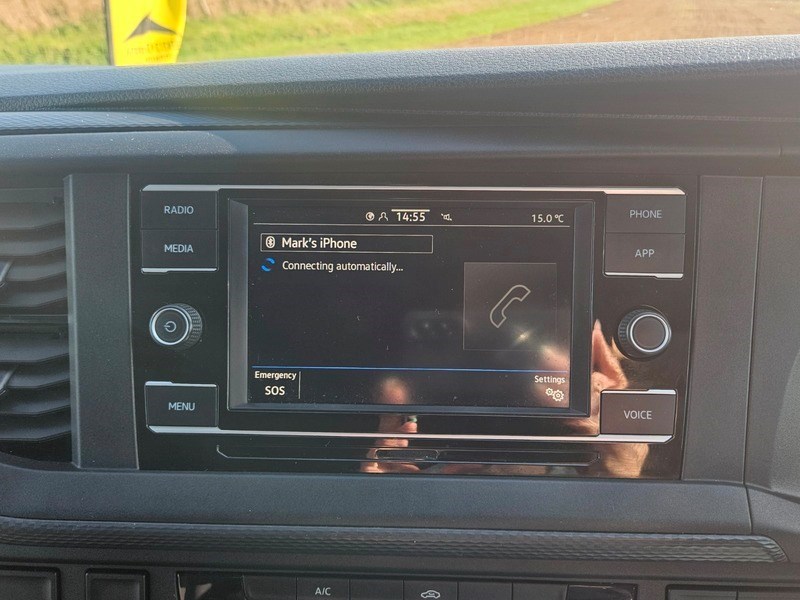 RADIO
MEDIA
MENU
14:55
15.0 °C
Mark's iPhone
Connecting automatically...
Emergency
SOS
Settings
PHONE
APP
VOICE
A/C